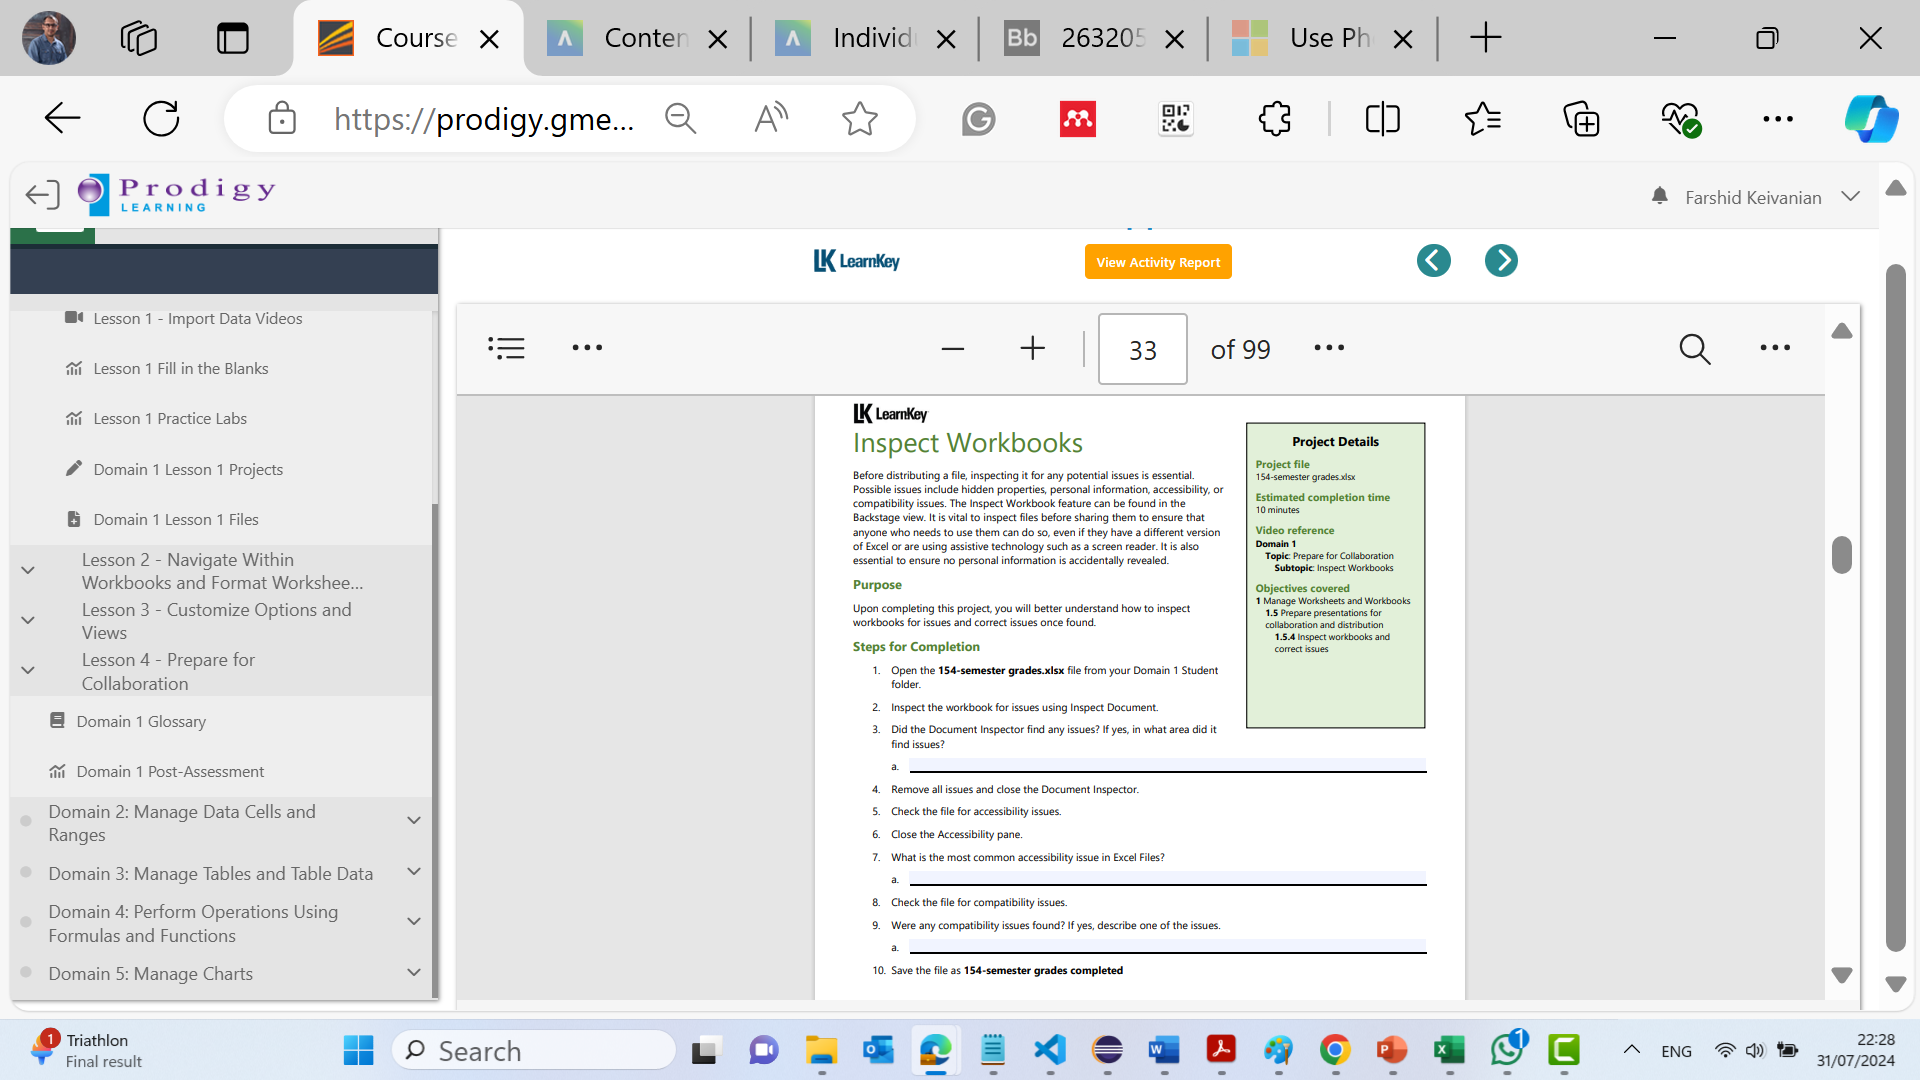 Course
Conten
Individ
Bb
263205
Use Ph
https://prodigy.gme...
Prodigy
LEARNING
Farshid Keivanian
LK LearnKey
View Activity Report
Lesson 1 - Import Data Videos
Lesson 1 Fill in the Blanks
Lesson 1 Practice Labs
Domain 1 Lesson 1 Projects
Domain 1 Lesson 1 Files
Lesson 2 - Navigate Within
Workbooks and Format Workshee...
Lesson 3 - Customize Options and
Views
Lesson 4 - Prepare for
Collaboration
Domain 1 Glossary
Domain 1 Post-Assessment
Domain 2: Manage Data Cells and
Ranges
Domain 3: Manage Tables and Table Data
Domain 4: Perform Operations Using
Formulas and Functions
Domain 5: Manage Charts
33
of 99
LK LearnKey
Inspect Workbooks
Before distributing a file, inspecting it for any potential issues is essential.
Possible issues include hidden properties, personal information, accessibility, or
compatibility issues. The Inspect Workbook feature can be found in the
Backstage view. It is vital to inspect files before sharing them to ensure that
anyone who needs to use them can do so, even if they have a different version
of Excel or are using assistive technology such as a screen reader. It is also
essential to ensure no personal information is accidentally revealed.
Purpose
Upon completing this project, you will better understand how to inspect
workbooks for issues and correct issues once found.
Steps for Completion
1. Open the 154-semester grades.xlsx file from your Domain 1 Student
folder.
2. Inspect the workbook for issues using Inspect Document.
3. Did the Document Inspector find any issues? If yes, in what area did it
find issues?
a.
4. Remove all issues and close the Document Inspector.
5. Check the file for accessibility issues.
6. Close the Accessibility pane.
7. What is the most common accessibility issue in Excel Files?
a.
8. Check the file for compatibility issues.
9. Were any compatibility issues found? If yes, describe one of the issues.
a.
10. Save the file as 154-semester grades completed
Project Details
Project file
154-semester grades.xlsx
Estimated completion time
10 minutes
Video reference
Domain 1
Topic: Prepare for Collaboration
Subtopic: Inspect Workbooks
Objectives covered
1 Manage Worksheets and Workbooks
1.5 Prepare presentations for
collaboration and distribution
1.5.4 Inspect workbooks and
correct issues
1
Triathlon
Final result
Search
1
ENG
22:28
31/07/2024